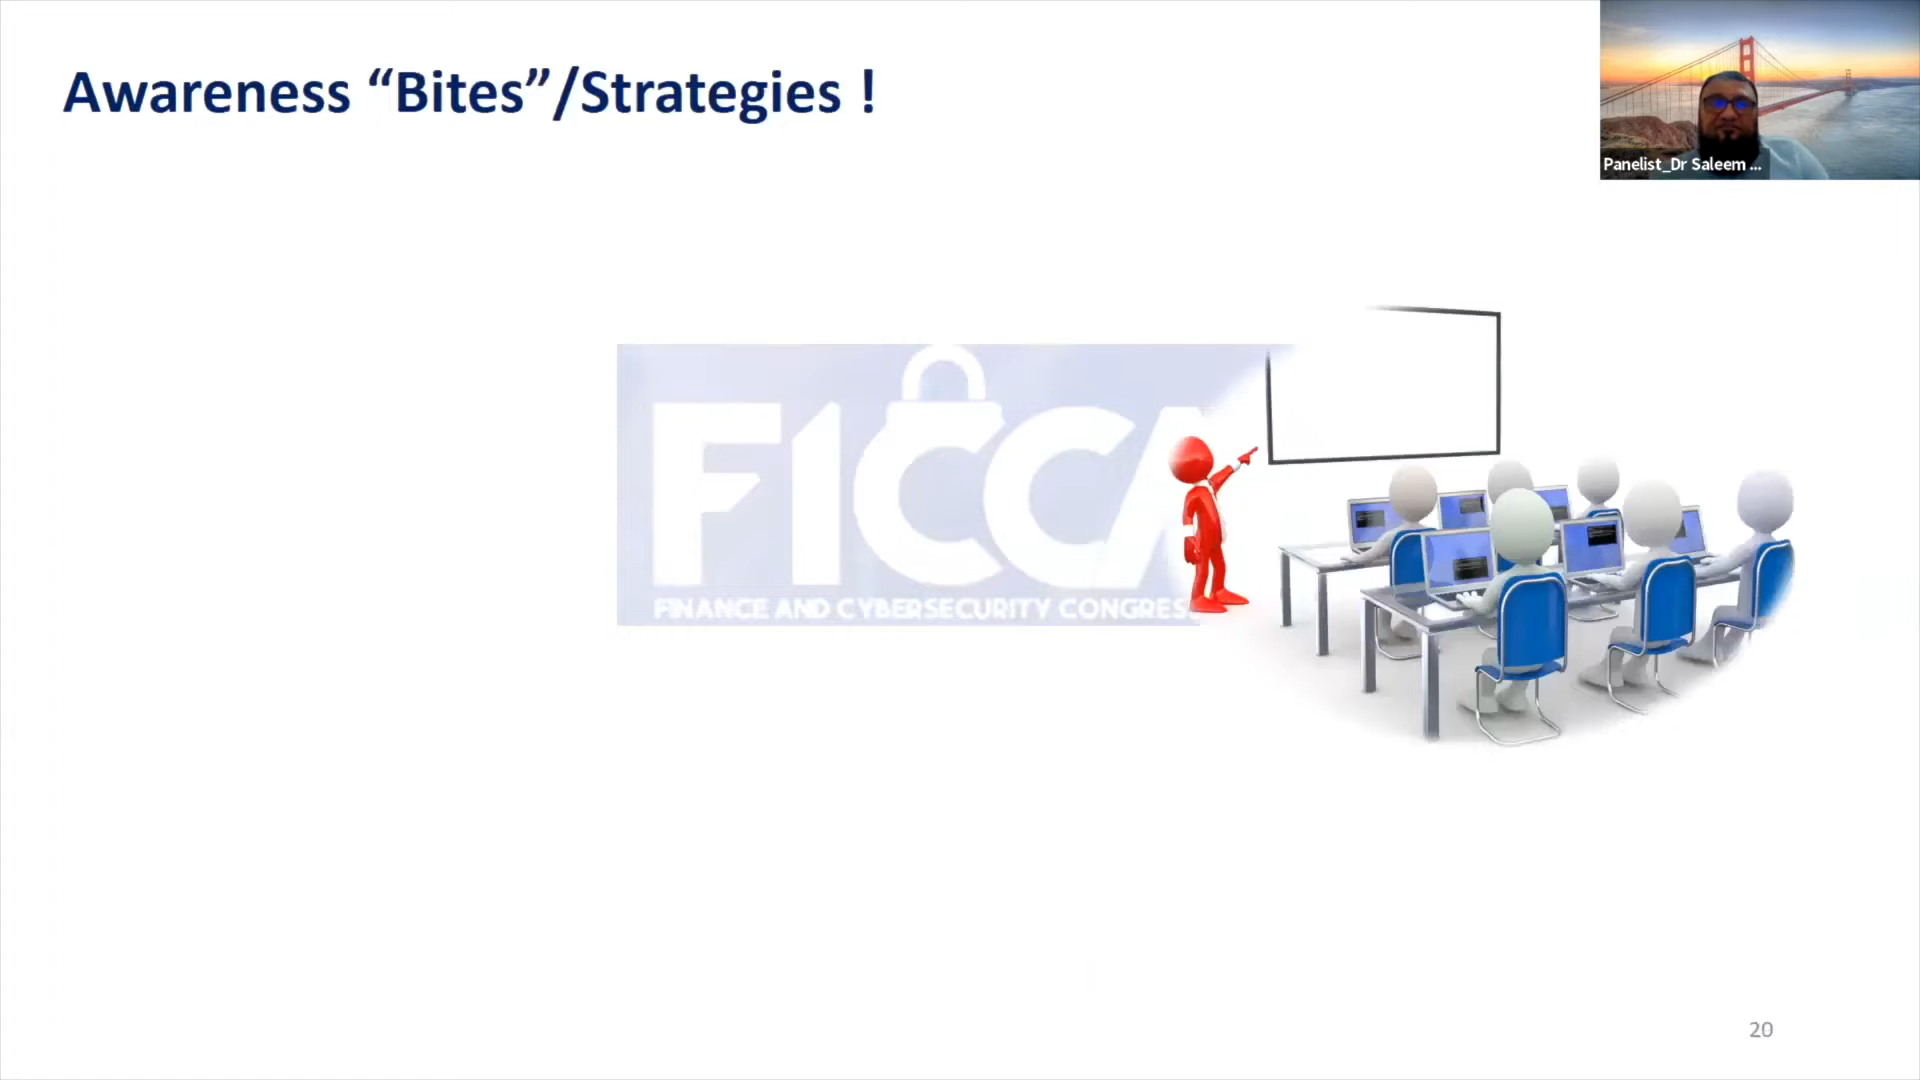 Awareness “Bites”/Strategies !
Panelist_Dr Saleem ...
F1CCA
FINANCE AND CYBERSECURITY CONGRESS
20